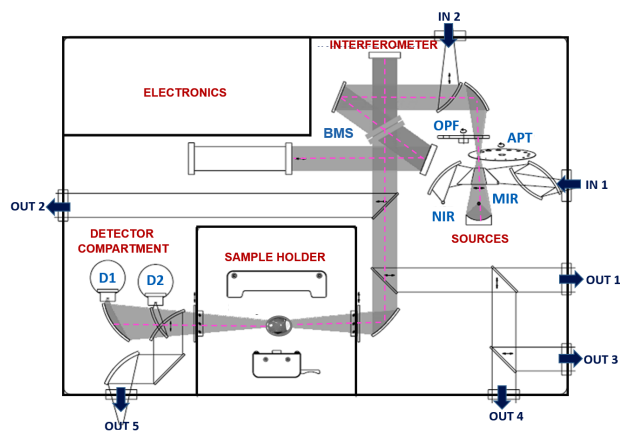 IN 2
INTERFEROMETER
ELECTRONICS
OPF
APT
BMS
IN 1
MIR
NIR
OUT 2
SOURCES
DETECTOR
COMPARTMENT
SAMPLE HOLDER
D1
D2
OUT 1
OUT 3
OUT 4
OUT 5